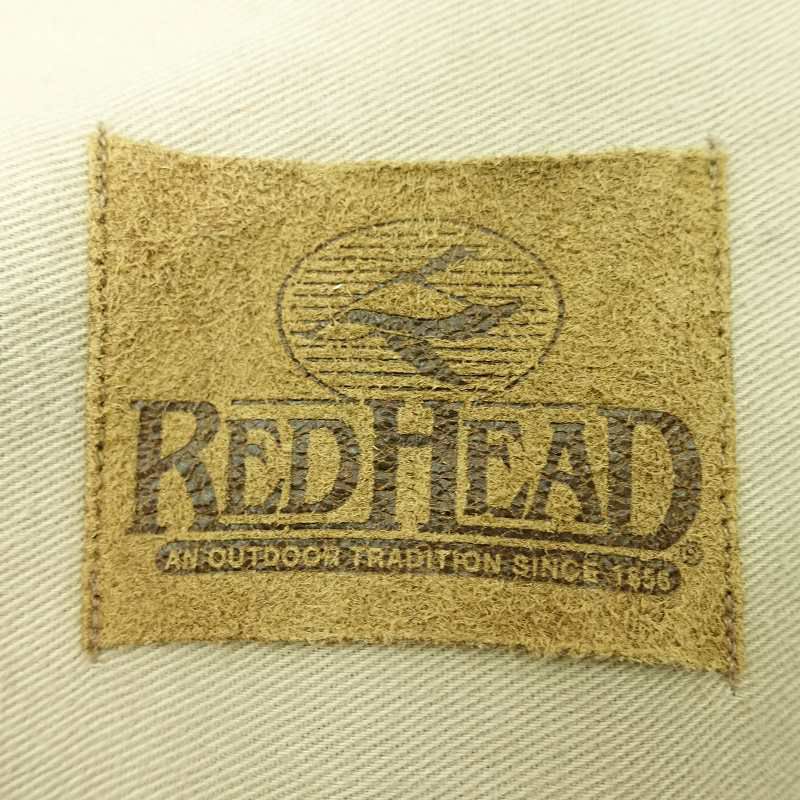 REDHEAD®
AN OUTDOOR TRADITION SINCE 1856